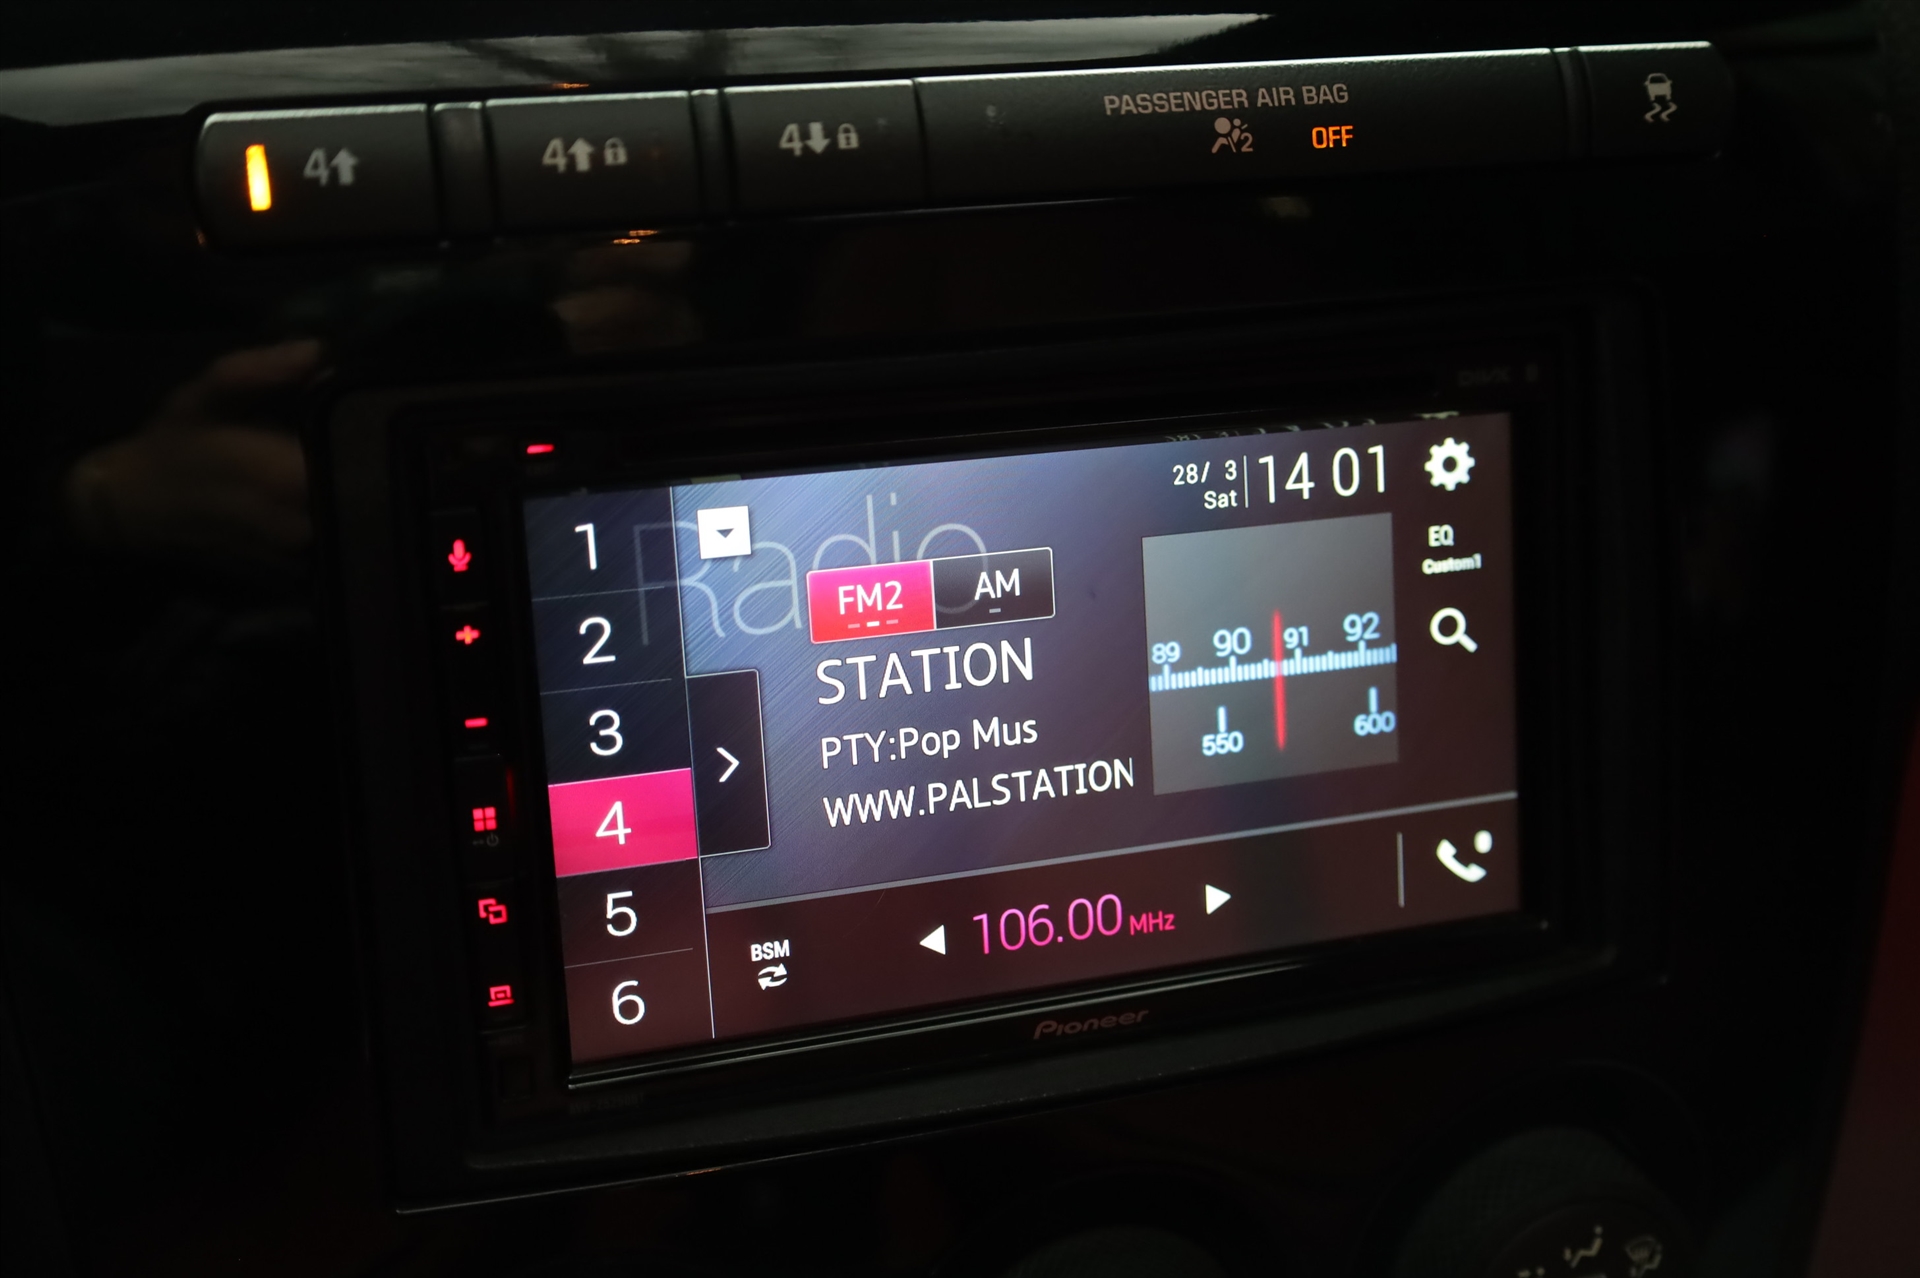 4
4
4
PASSENGER AIR BAG
2 OFF
28/ 3
Sat
14 01
Radio
1
2
3
4
5
6
FM2
AM
STATION
PTY:Pop Mus
WWW.PALSTATION
89 90 91 92
550 600
EQ
Custom1
BSM
106.00 MHz
Pioneer